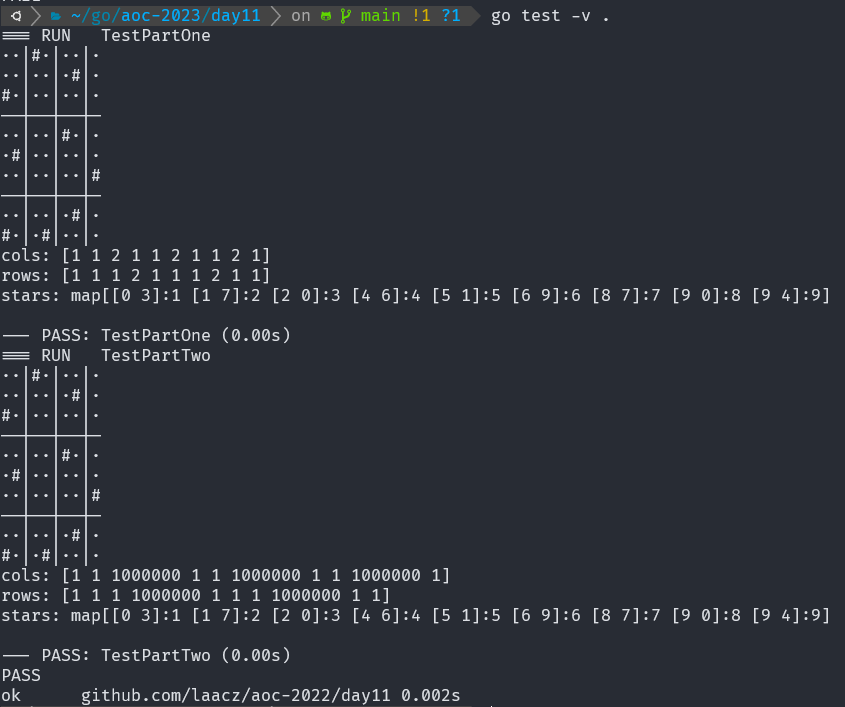 ~/go/aoc-2023/day11 on main !1 ?1 go test -v .
=== RUN   TestPartOne
··│#·│··│·
··│··│·#│·
#·│··│··│·
──┼──┼──┼─
··│··│#·│·
·#│··│··│·
··│··│··│#
──┼──┼──┼─
··│··│·#│·
#·│·#│··│·
cols: [1 1 2 1 1 2 1 1 2 1]
rows: [1 1 1 2 1 1 1 2 1 1]
stars: map[[0 3]:1 [1 7]:2 [2 0]:3 [4 6]:4 [5 1]:5 [6 9]:6 [8 7]:7 [9 0]:8 [9 4]:9]
--- PASS: TestPartOne (0.00s)
=== RUN   TestPartTwo
··│#·│··│·
··│··│·#│·
#·│··│··│·
──┼──┼──┼─
··│··│#·│·
·#│··│··│·
··│··│··│#
──┼──┼──┼─
··│··│·#│·
#·│·#│··│·
cols: [1 1 1000000 1 1 1000000 1 1 1000000 1]
rows: [1 1 1 1000000 1 1 1 1000000 1 1]
stars: map[[0 3]:1 [1 7]:2 [2 0]:3 [4 6]:4 [5 1]:5 [6 9]:6 [8 7]:7 [9 0]:8 [9 4]:9]
--- PASS: TestPartTwo (0.00s)
PASS
ok      github.com/laacz/aoc-2022/day11 0.002s